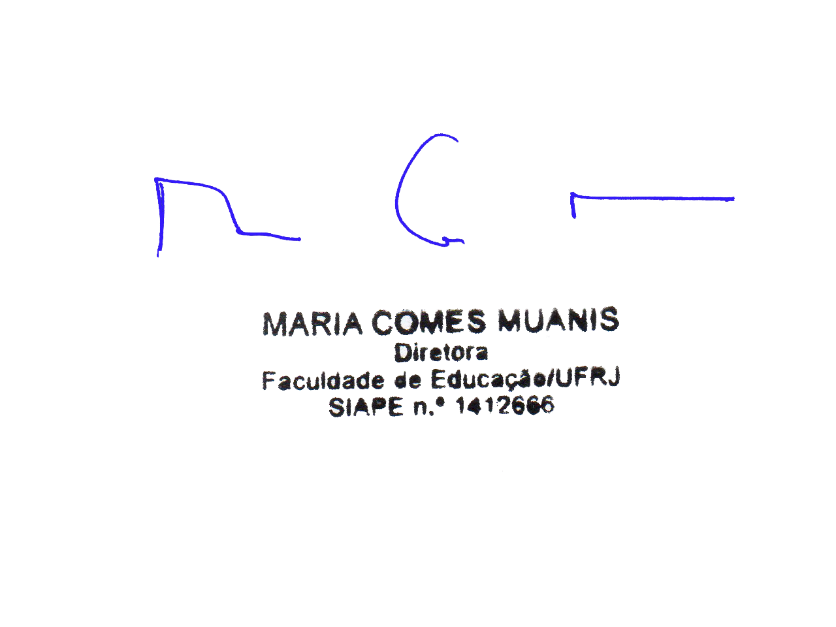 MARIA COMES MUANIS
Diretora
Faculdade de Educação/UFRJ
SIAPE n.º 1412666